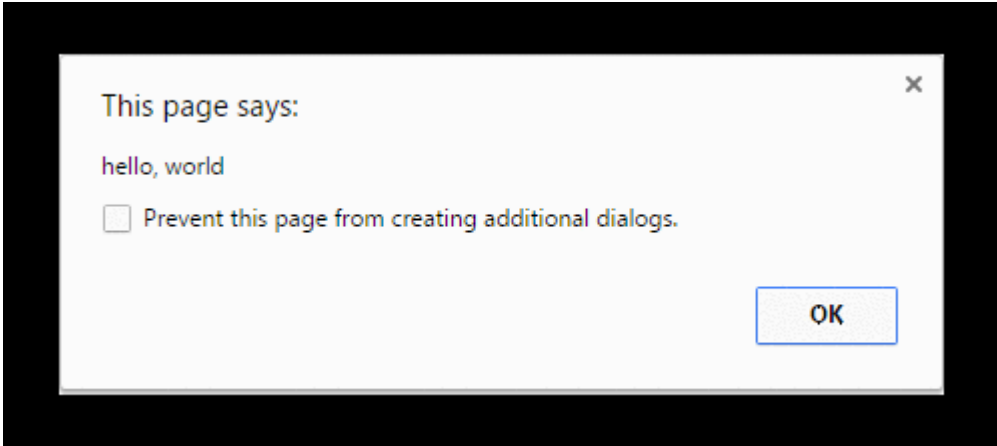 This page says:
hello, world
Prevent this page from creating additional dialogs.
OK